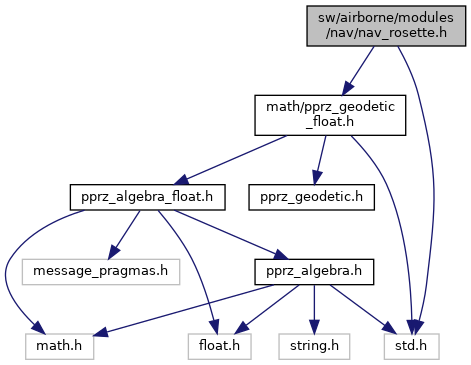 sw/airborne/modules
/nav/nav_rosette.h
math/pprz_geodetic
_float.h
pprz_algebra_float.h
pprz_geodetic.h
message_pragmas.h
pprz_algebra.h
math.h
float.h
string.h
std.h